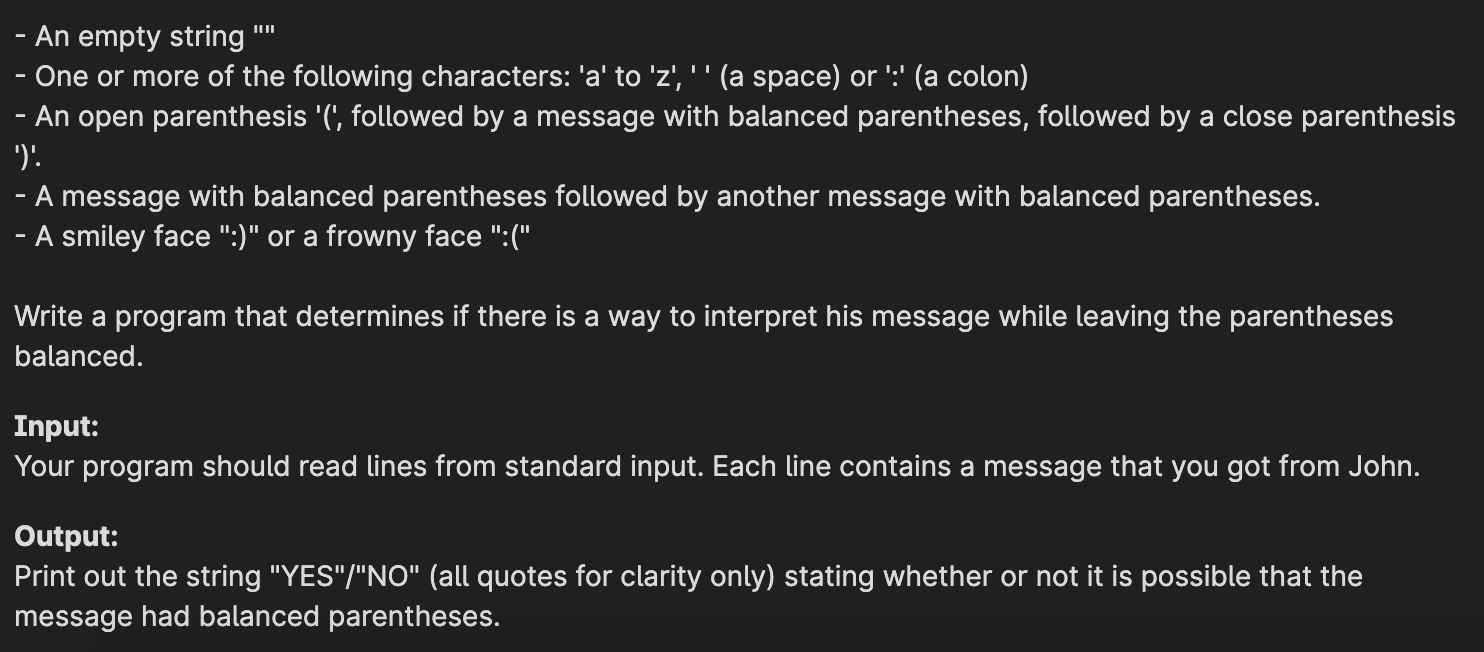 - An empty string ""
- One or more of the following characters: 'a' to 'z', ' ' (a space) or ':' (a colon)
- An open parenthesis '(', followed by a message with balanced parentheses, followed by a close parenthesis
')'.
- A message with balanced parentheses followed by another message with balanced parentheses.
- A smiley face ":)" or a frowny face ":("
Write a program that determines if there is a way to interpret his message while leaving the parentheses
balanced.
Input:
Your program should read lines from standard input. Each line contains a message that you got from John.
Output:
Print out the string "YES"/"NO" (all quotes for clarity only) stating whether or not it is possible that the
message had balanced parentheses.